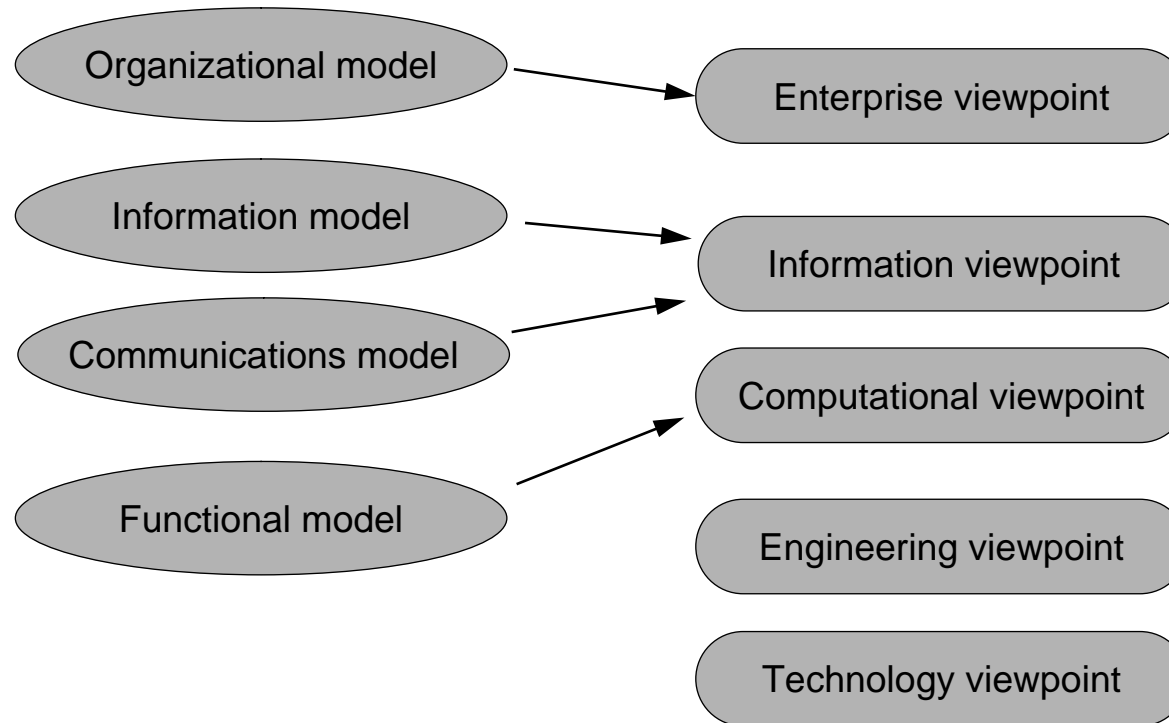 Organizational model
Enterprise viewpoint
Information model
Information viewpoint
Communications model
Computational viewpoint
Functional model
Engineering viewpoint
Technology viewpoint